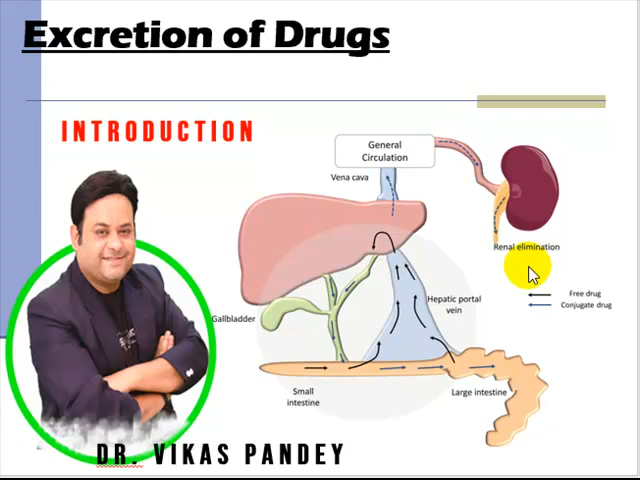 Excretion of Drugs
INTRODUCTION
General
Circulation
Vena cava
Renal elimination
Free drug
Conjugate drug
Hepatic portal
vein
Gallbladder
Small
intestine
Large intestine
DR. VIKAS PANDEY